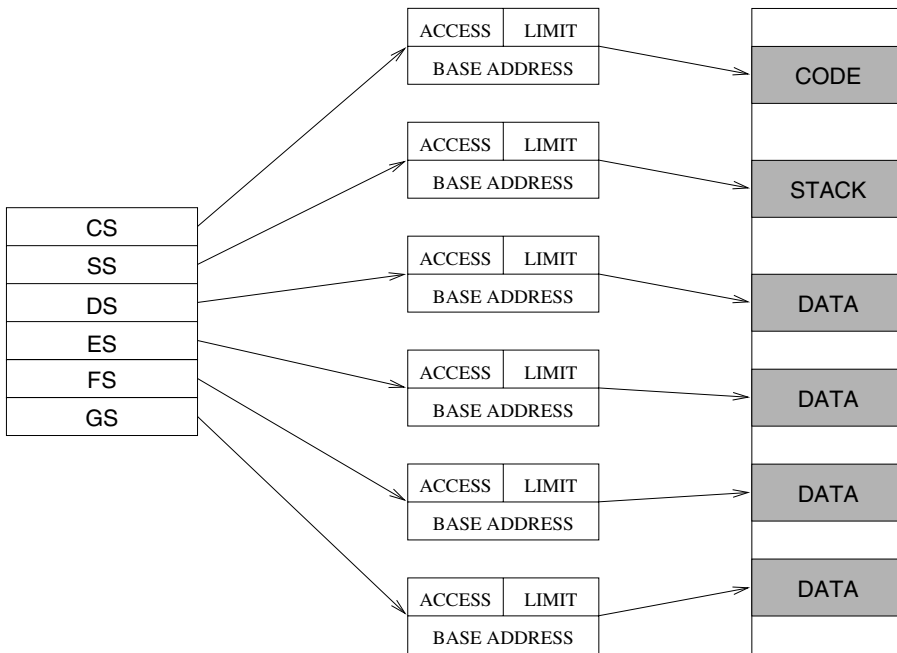 CS
SS
DS
ES
FS
GS
ACCESS LIMIT
BASE ADDRESS
ACCESS LIMIT
BASE ADDRESS
ACCESS LIMIT
BASE ADDRESS
ACCESS LIMIT
BASE ADDRESS
ACCESS LIMIT
BASE ADDRESS
ACCESS LIMIT
BASE ADDRESS
CODE
STACK
DATA
DATA
DATA
DATA